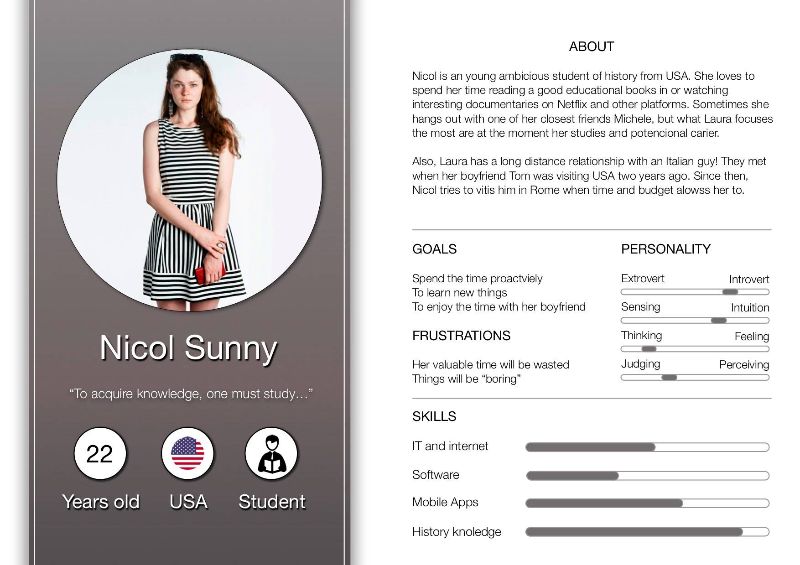 Nicol Sunny
“To acquire knowledge, one must study…”
22
Years old
USA
Student
ABOUT
Nicol is an young ambicious student of history from USA. She loves to
spend her time reading a good educational books in or watching
interesting documentaries on Netflix and other platforms. Sometimes she
hangs out with one of her closest friends Michele, but what Laura focuses
the most are at the moment her studies and potencional carier.
Also, Laura has a long distance relationship with an Italian guy! They met
when her boyfriend Tom was visiting USA two years ago. Since then,
Nicol tries to vitis him in Rome when time and budget alowss her to.
GOALS
Spend the time proactviely
To learn new things
To enjoy the time with her boyfriend
FRUSTRATIONS
Her valuable time will be wasted
Things will be “boring”
PERSONALITY
Extrovert Introvert
Sensing Intuition
Thinking Feeling
Judging Perceiving
SKILLS
IT and internet
Software
Mobile Apps
History knoledge